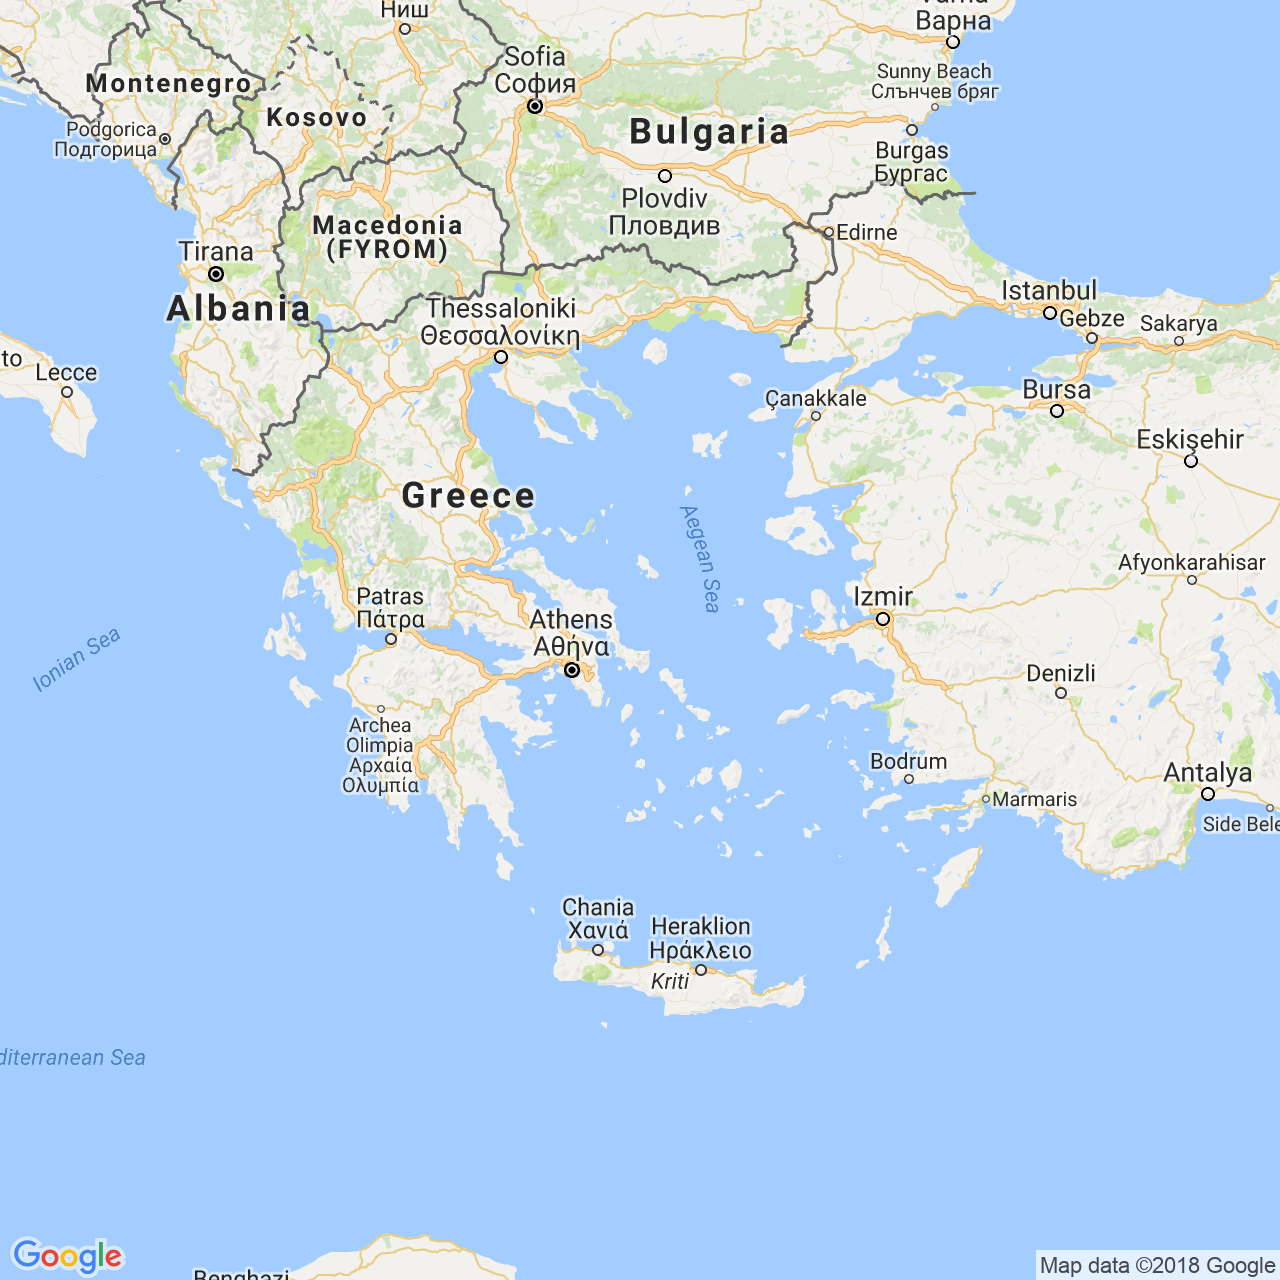 Варна
Ниш
Sofia
София
Sunny Beach
Слънчев бряг
Montenegro
Kosovo
Bulgaria
Podgorica
Подгорица
Burgas
Бургас
Plovdiv
Пловдив
Macedonia
(FYROM)
Edirne
Tirana
Albania
Istanbul
Gebze
Sakarya
Thessaloniki
Θεσσαλονίκη
to
Lecce
Bursa
Çanakkale
Eskişehir
Greece
Aegean Sea
Afyonkarahisar
Patras
Πάτρα
Izmir
Athens
Αθήνα
Ionian Sea
Denizli
Archea
Olimpia
Αρχαία
Ολυμπία
Bodrum
Antalya
Marmaris
Side Bele
Chania
Χανιά
Heraklion
Ηράκλειο
Kriti
diterranean Sea
Google
Benghazi
Map data ©2018 Google